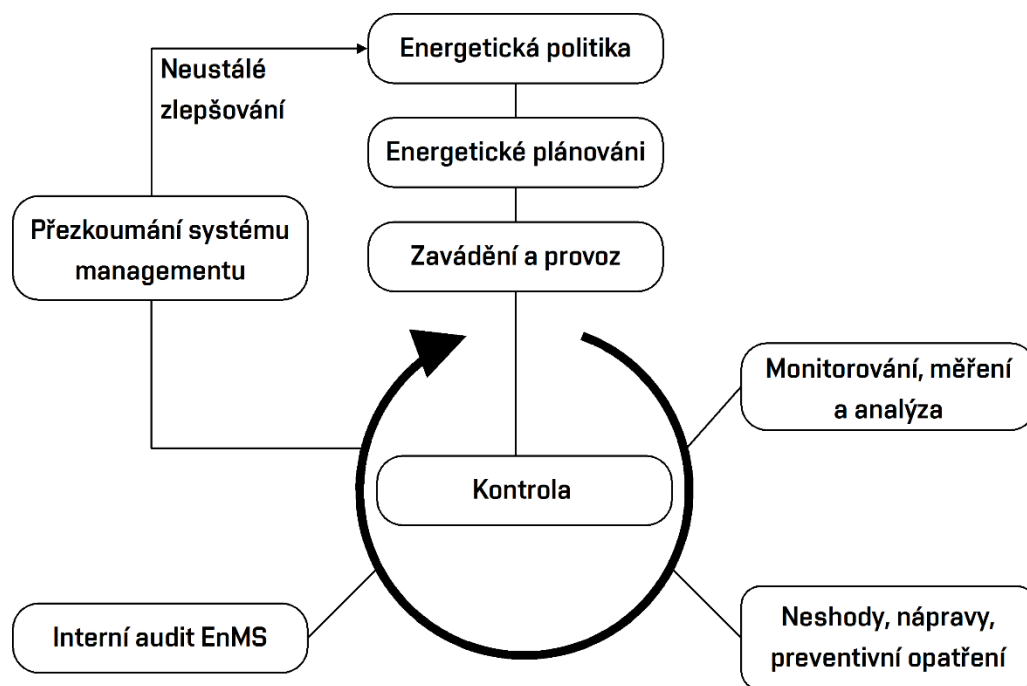 Energetická politika
Neustálé
zlepšování
Energetické plánováni
Přezkoumání systému
managementu
Zavádění a provoz
Monitorování, měření
a analýza
Kontrola
Interní audit EnMS
Neshody, nápravy,
preventivní opatření